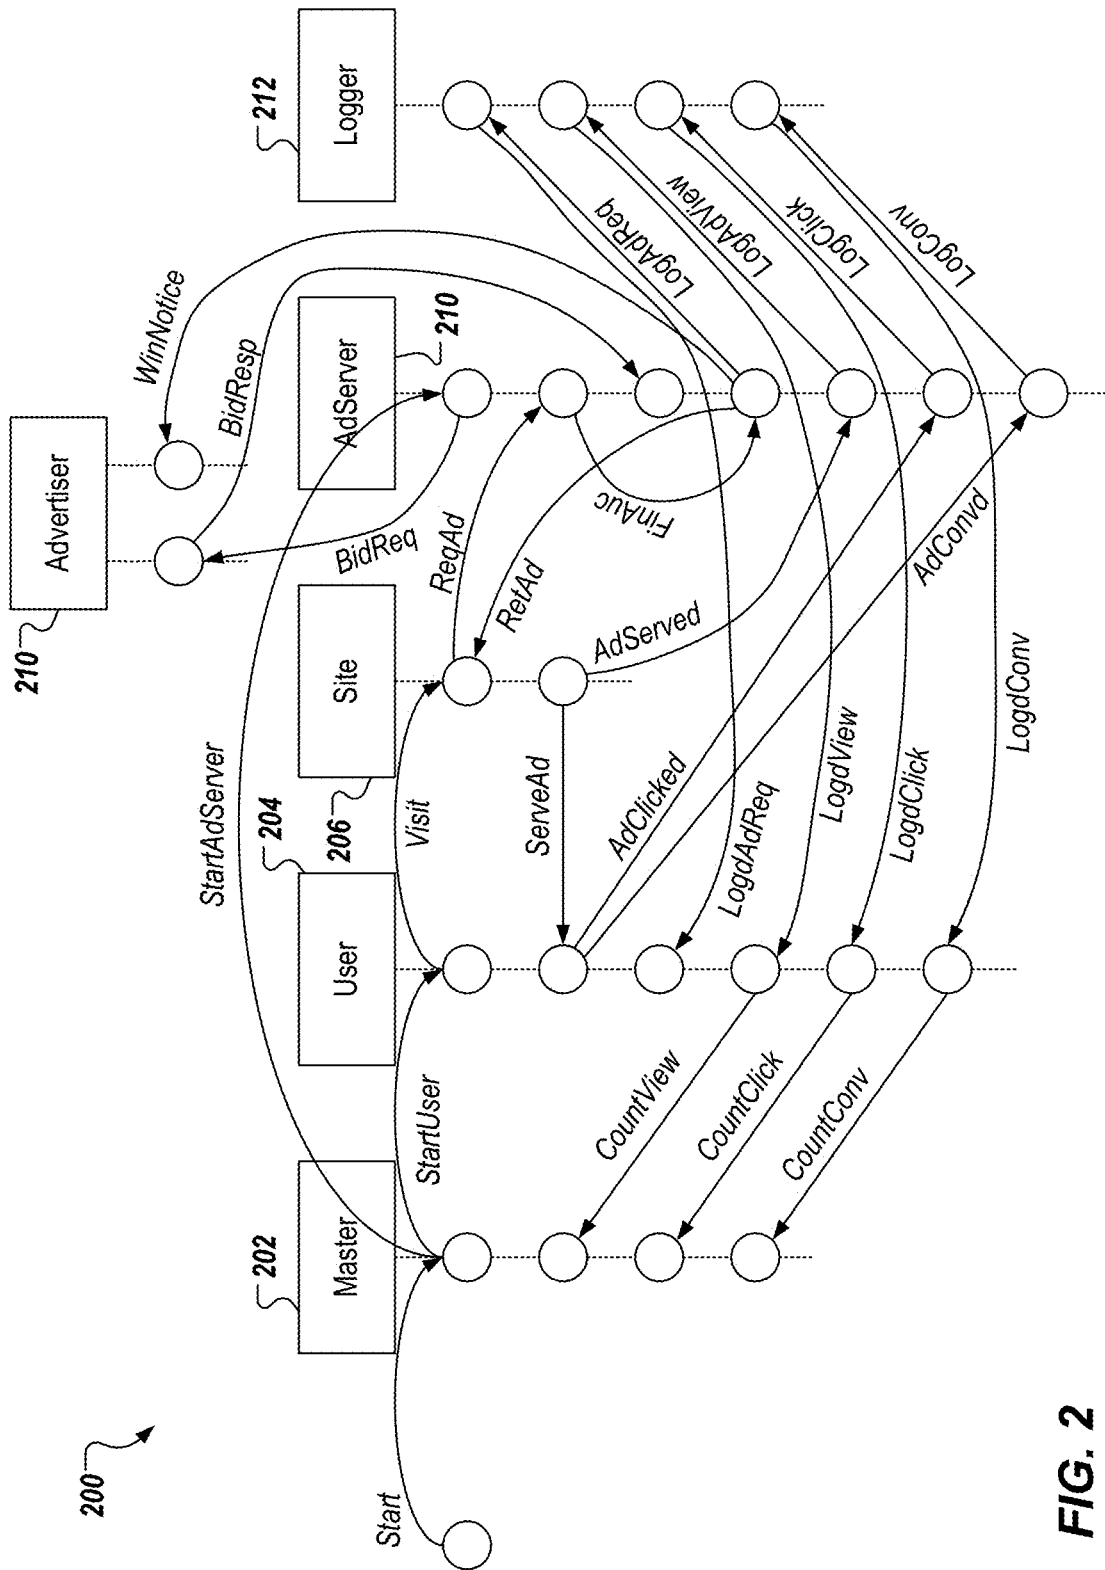 200
Start
202
Master
StartAdServer
StartUser
204
User
Visit
206
Site
210
Advertiser
WinNotice
BidResp
BidReq
AdServer
210
212
Logger
ReqAd
RetAd
FinAuc
ServeAd
AdServed
AdClicked
AdConvd
LogAdReq
LogAdView
LogClick
LogConv
LogdAdReq
LogdView
LogdClick
LogdConv
CountView
CountClick
CountConv
FIG. 2